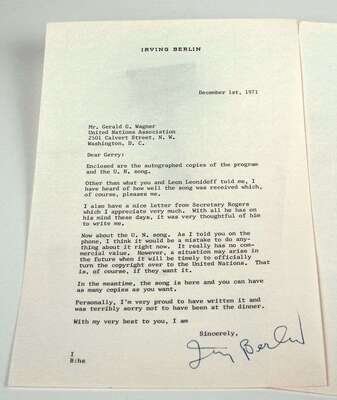 IRVING BERLIN
December 1st, 1971
Mr. Gerald G. Wagner
United Nations Association
2501 Calvert Street, N. W.
Washington, D. C.
Dear Gerry:
Enclosed are the autographed copies of the program
and the U. N. song.
Other than what you and Leon Leonidoff told me, I
have heard of how well the song was received which,
of course, pleases me.
I also have a nice letter from Secretary Rogers
which I appreciate very much. With all he has on
his mind these days, it was very thoughtful of him
to write me.
Now about the U. N. song. As I told you on the
phone, I think it would be a mistake to do any-
thing about it right now. It really has no com-
mercial value. However, a situation may arise in
the future when it will be timely to officially
turn the copyright over to the United Nations. That
is, of course, if they want it.
In the meantime, the song is here and you can have
as many copies as you want.
Personally, I'm very proud to have written it and
was terribly sorry not to have been at the dinner.
With my very best to you, I am
Sincerely,
Irving Berlin
I
B:hs